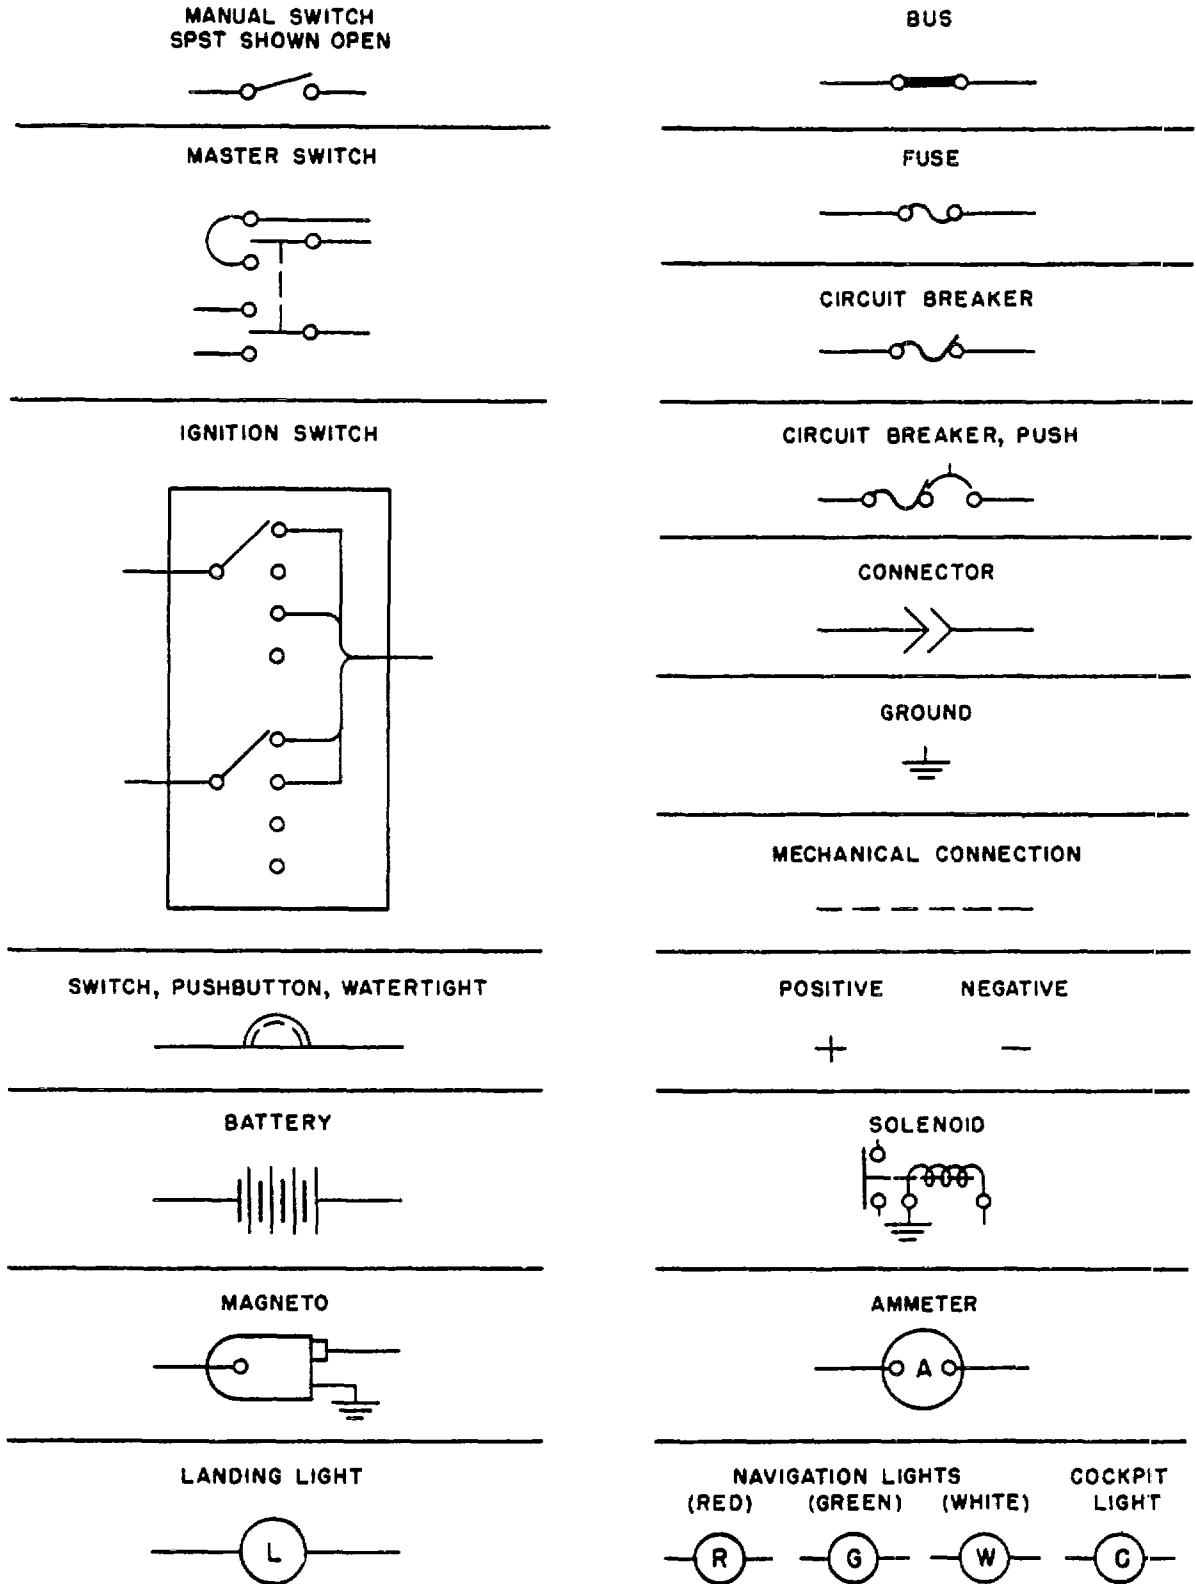 MANUAL SWITCH
SPST SHOWN OPEN
MASTER SWITCH
IGNITION SWITCH
SWITCH, PUSHBUTTON, WATERTIGHT
BATTERY
MAGNETO
LANDING LIGHT
L
BUS
FUSE
CIRCUIT BREAKER
CIRCUIT BREAKER, PUSH
CONNECTOR
GROUND
MECHANICAL CONNECTION
POSITIVE NEGATIVE
+ −
SOLENOID
AMMETER
A
NAVIGATION LIGHTS
(RED) (GREEN) (WHITE)
COCKPIT
LIGHT
R G W C